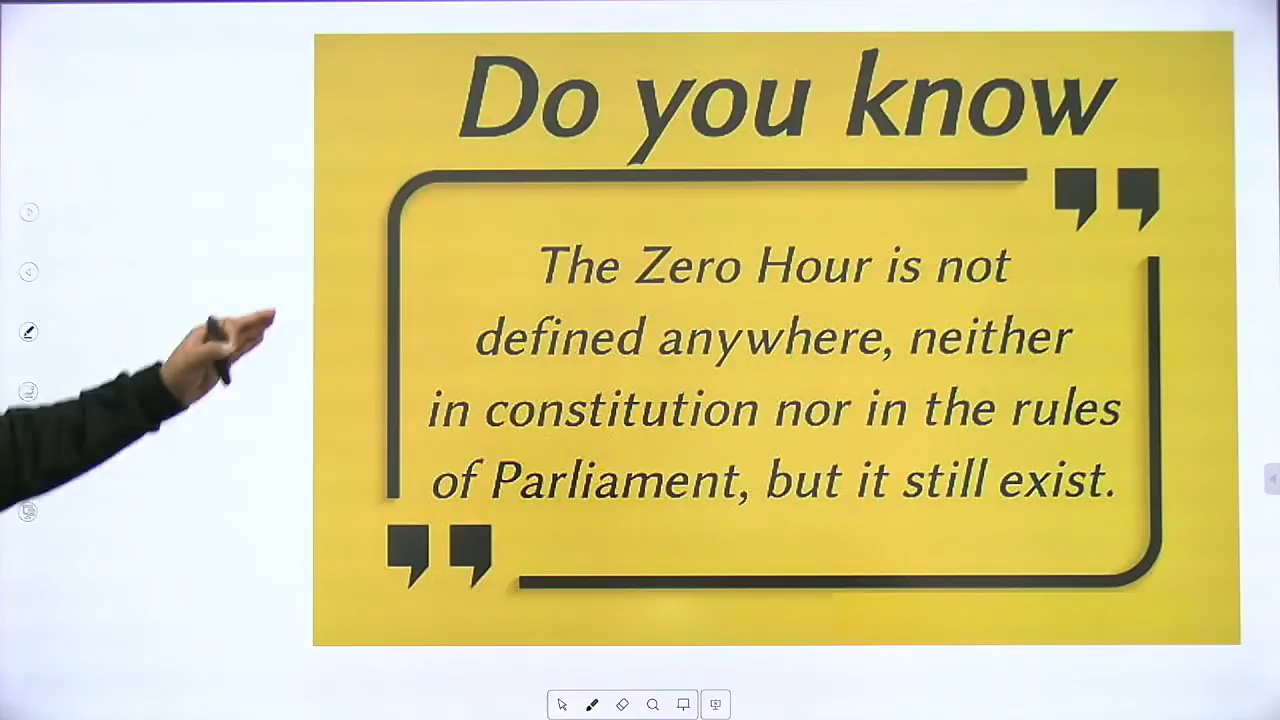 Do you know
The Zero Hour is not
defined anywhere, neither
in constitution nor in the rules
of Parliament, but it still exist.